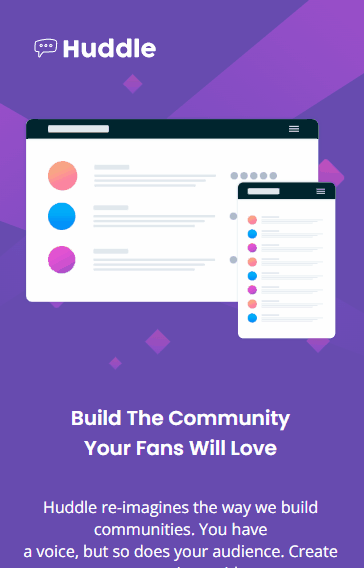 Huddle
Build The Community
Your Fans Will Love
Huddle re-imagines the way we build
communities. You have
a voice, but so does your audience. Create